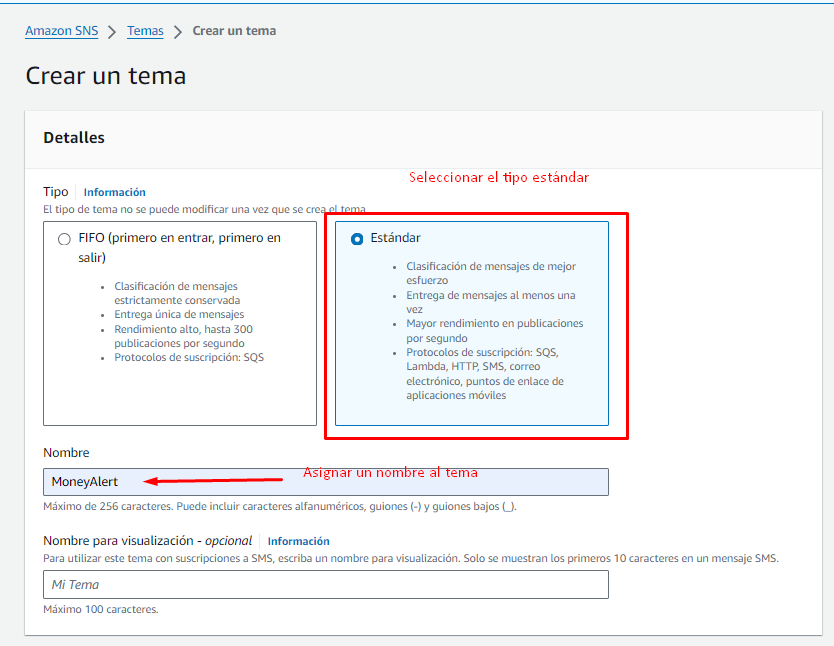 Amazon SNS > Temas > Crear un tema
Crear un tema
Detalles
Seleccionar el tipo estándar
Tipo Información
El tipo de tema no se puede modificar una vez que se crea el tema.
FIFO (primero en entrar, primero en
salir)
• Clasificación de mensajes
estrictamente conservada
• Entrega única de mensajes
• Rendimiento alto, hasta 300
publicaciones por segundo
• Protocolos de suscripción: SQS
Estándar
• Clasificación de mensajes de mejor
esfuerzo
• Entrega de mensajes al menos una
vez
• Mayor rendimiento en publicaciones
por segundo
• Protocolos de suscripción: SQS,
Lambda, HTTP, SMS, correo
electrónico, puntos de enlace de
aplicaciones móviles
Nombre
MoneyAlert
Asignar un nombre al tema
Máximo de 256 caracteres. Puede incluir caracteres alfanuméricos, guiones (-) y guiones bajos (_).
Nombre para visualización - opcional Información
Para utilizar este tema con suscripciones a SMS, escriba un nombre para visualización. Solo se muestran los primeros 10 caracteres en un mensaje SMS.
Mi Tema
Máximo 100 caracteres.